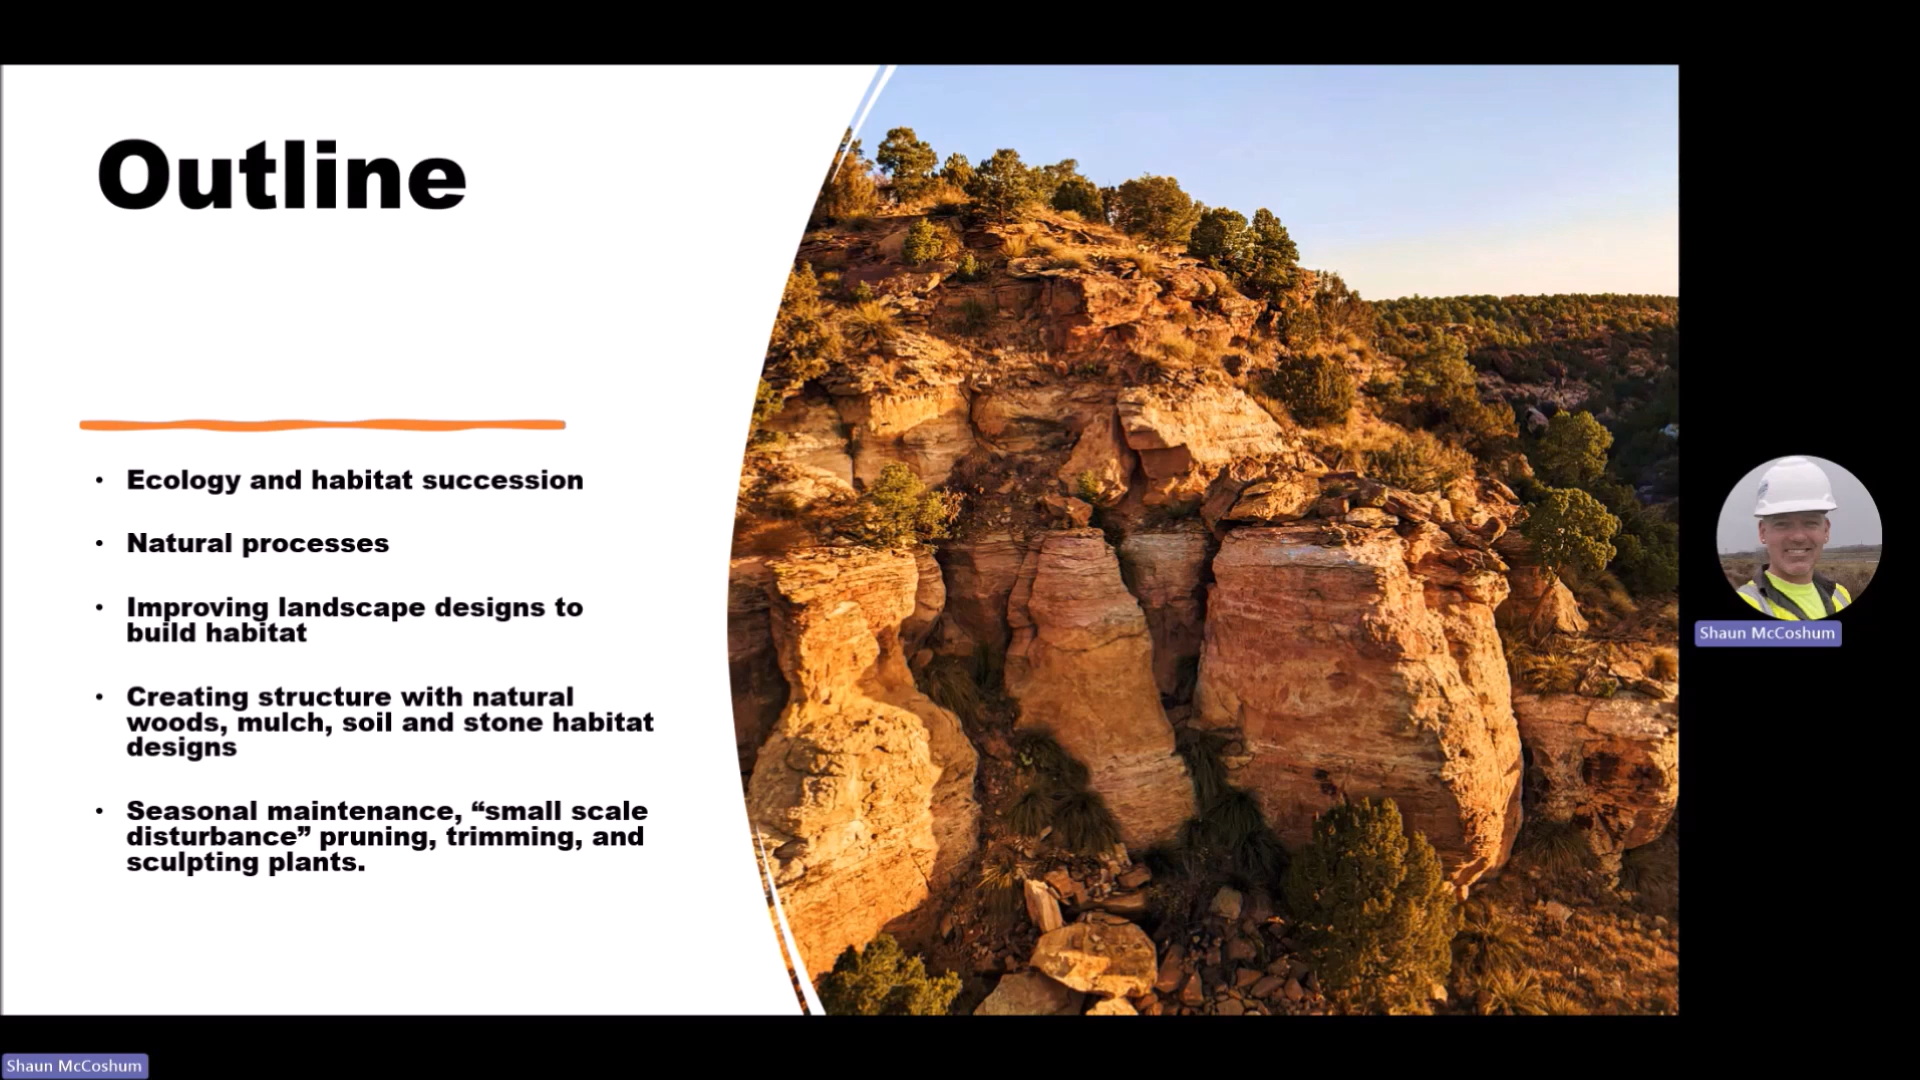 Outline
• Ecology and habitat succession
• Natural processes
• Improving landscape designs to
build habitat
• Creating structure with natural
woods, mulch, soil and stone habitat
designs
• Seasonal maintenance, “small scale
disturbance” pruning, trimming, and
sculpting plants.
Shaun McCoshum
Shaun McCoshum